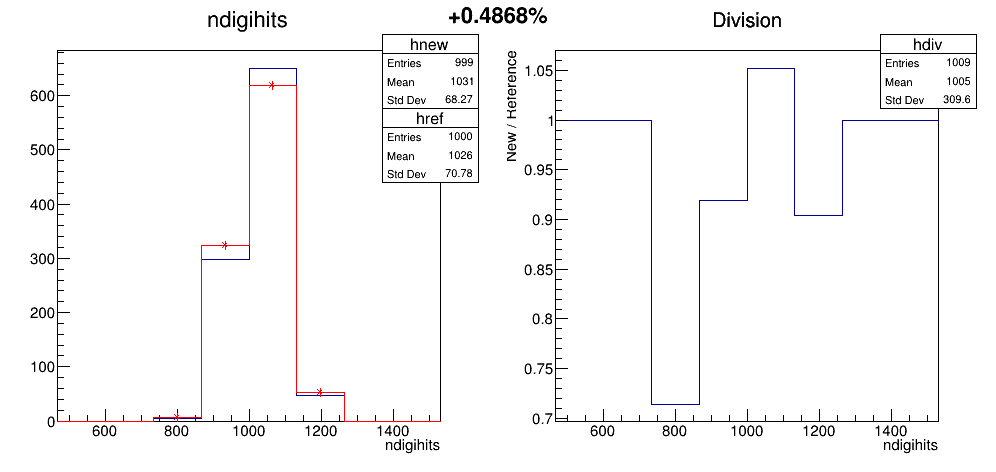 +0.4868%
ndigihits
hnew
Entries 999
Mean 1031
Std Dev 68.27
href
Entries 1000
Mean 1026
Std Dev 70.78
600
500
400
300
200
100
0
600 800 1000 1200 1400
ndigihits
Division
hdiv
Entries 1009
Mean 1005
Std Dev 309.6
New / Reference
1.05
1
0.95
0.9
0.85
0.8
0.75
0.7
600 800 1000 1200 1400
ndigihits